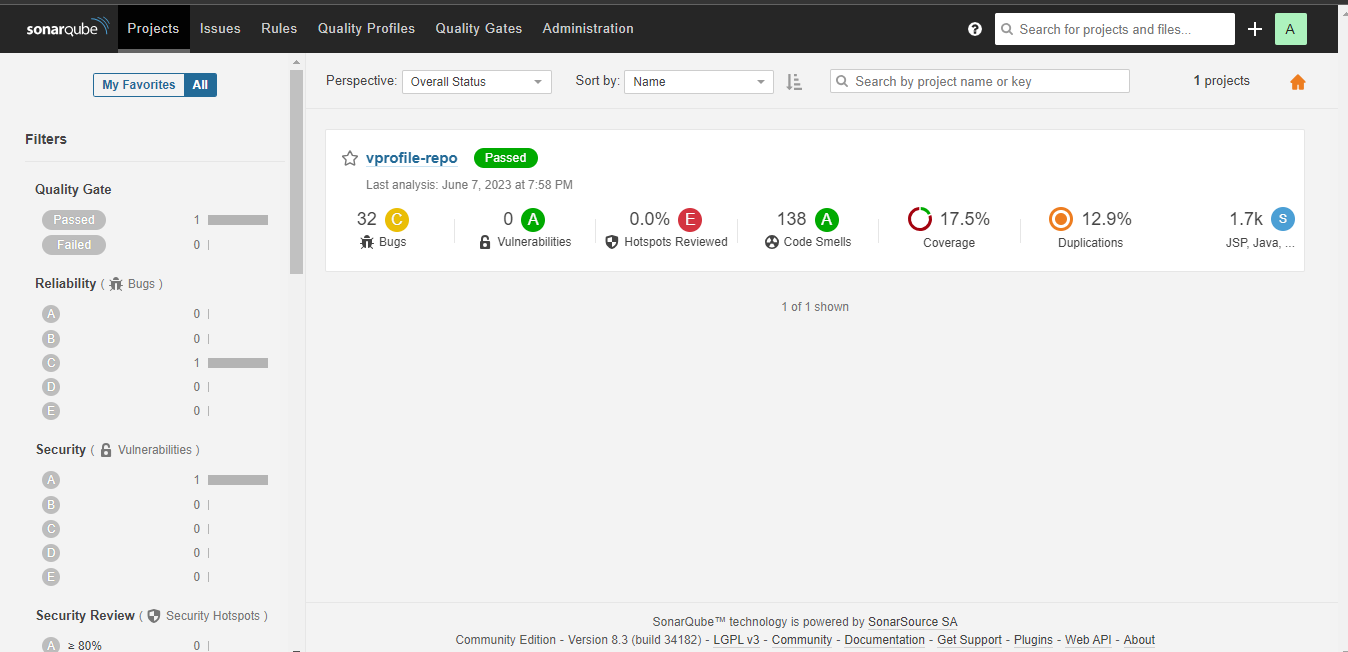 sonarqube Projects Issues Rules Quality Profiles Quality Gates Administration ? Search for projects and files... + A
My Favorites All
Filters
Quality Gate
Passed 1
Failed 0
Reliability ( Bugs )
A 0
B 0
C 1
D 0
E 0
Security ( Vulnerabilities )
A 1
B 0
C 0
D 0
E 0
Security Review ( Security Hotspots )
A ≥ 80% 0
Perspective: Overall Status Sort by: Name Search by project name or key 1 projects
vprofile-repo Passed
Last analysis: June 7, 2023 at 7:58 PM
32 C 0 A 0.0% E 138 A 17.5% 12.9% 1.7k S
Bugs Vulnerabilities Hotspots Reviewed Code Smells Coverage Duplications JSP, Java, ...
1 of 1 shown
SonarQube™ technology is powered by SonarSource SA
Community Edition - Version 8.3 (build 34182) - LGPL v3 - Community - Documentation - Get Support - Plugins - Web API - About